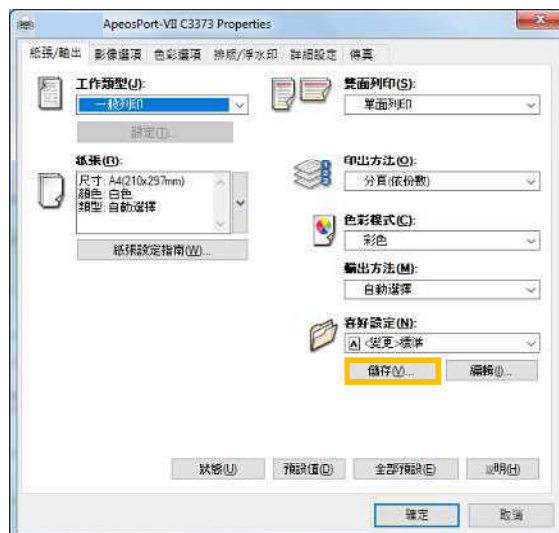 ApeosPort-VII C3373 Properties
紙張/輸出 影像選項 色彩選項 排版/浮水印 詳細設定 傳真
工作類型(J):
一般列印
設定(T)...
紙張(R):
尺寸: A4(210x297mm)
顏色: 白色
類型: 自動選擇
紙張設定指南(W)...
雙面列印(S):
單面列印
印出方法(O):
分頁(依份數)
色彩模式(C):
彩色
輸出方法(M):
自動選擇
喜好設定(N):
A <變更>標準
儲存(V)... 編輯(I)...
狀態(U) 預設值(D) 全部預設(E) 說明(H)
確定 取消